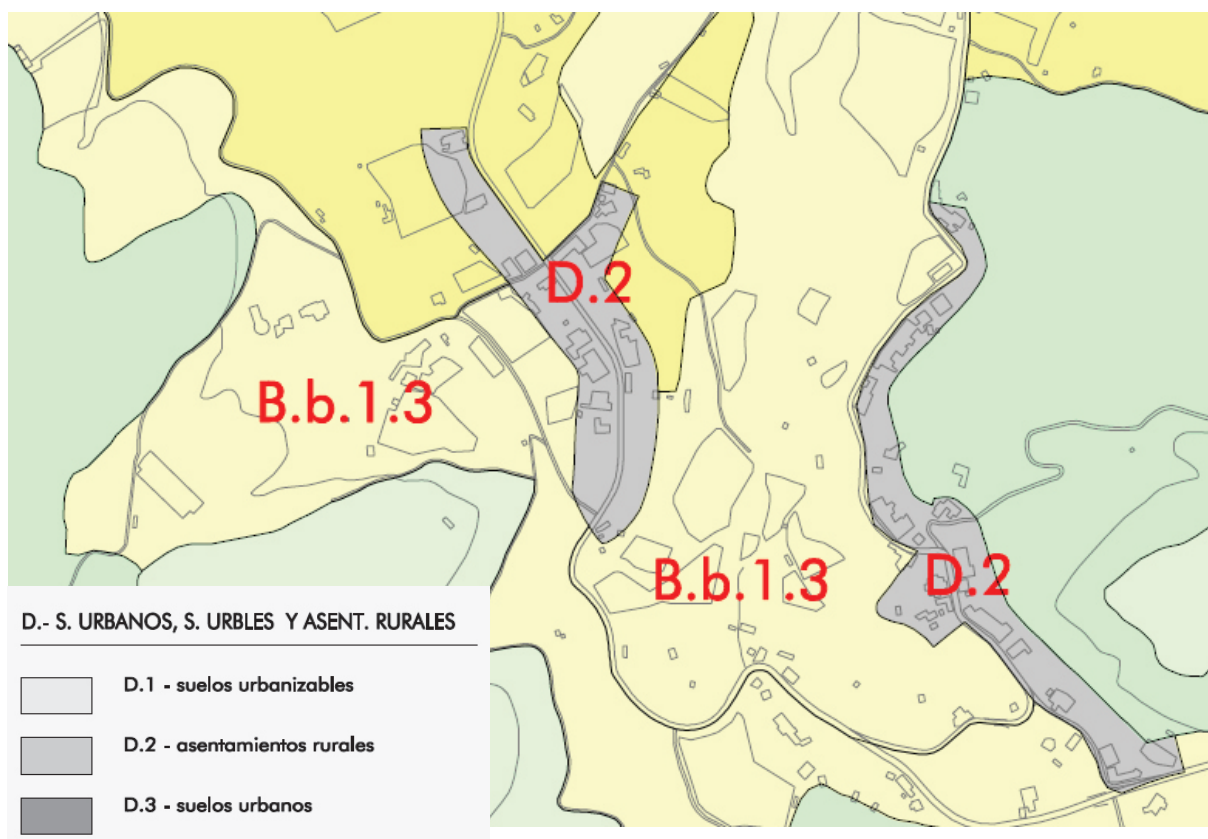 D.2
B.b.1.3
B.b.1.3
D.2
D.- S. URBANOS, S. URBLES Y ASENT. RURALES
D.1 - suelos urbanizables
D.2 - asentamientos rurales
D.3 - suelos urbanos